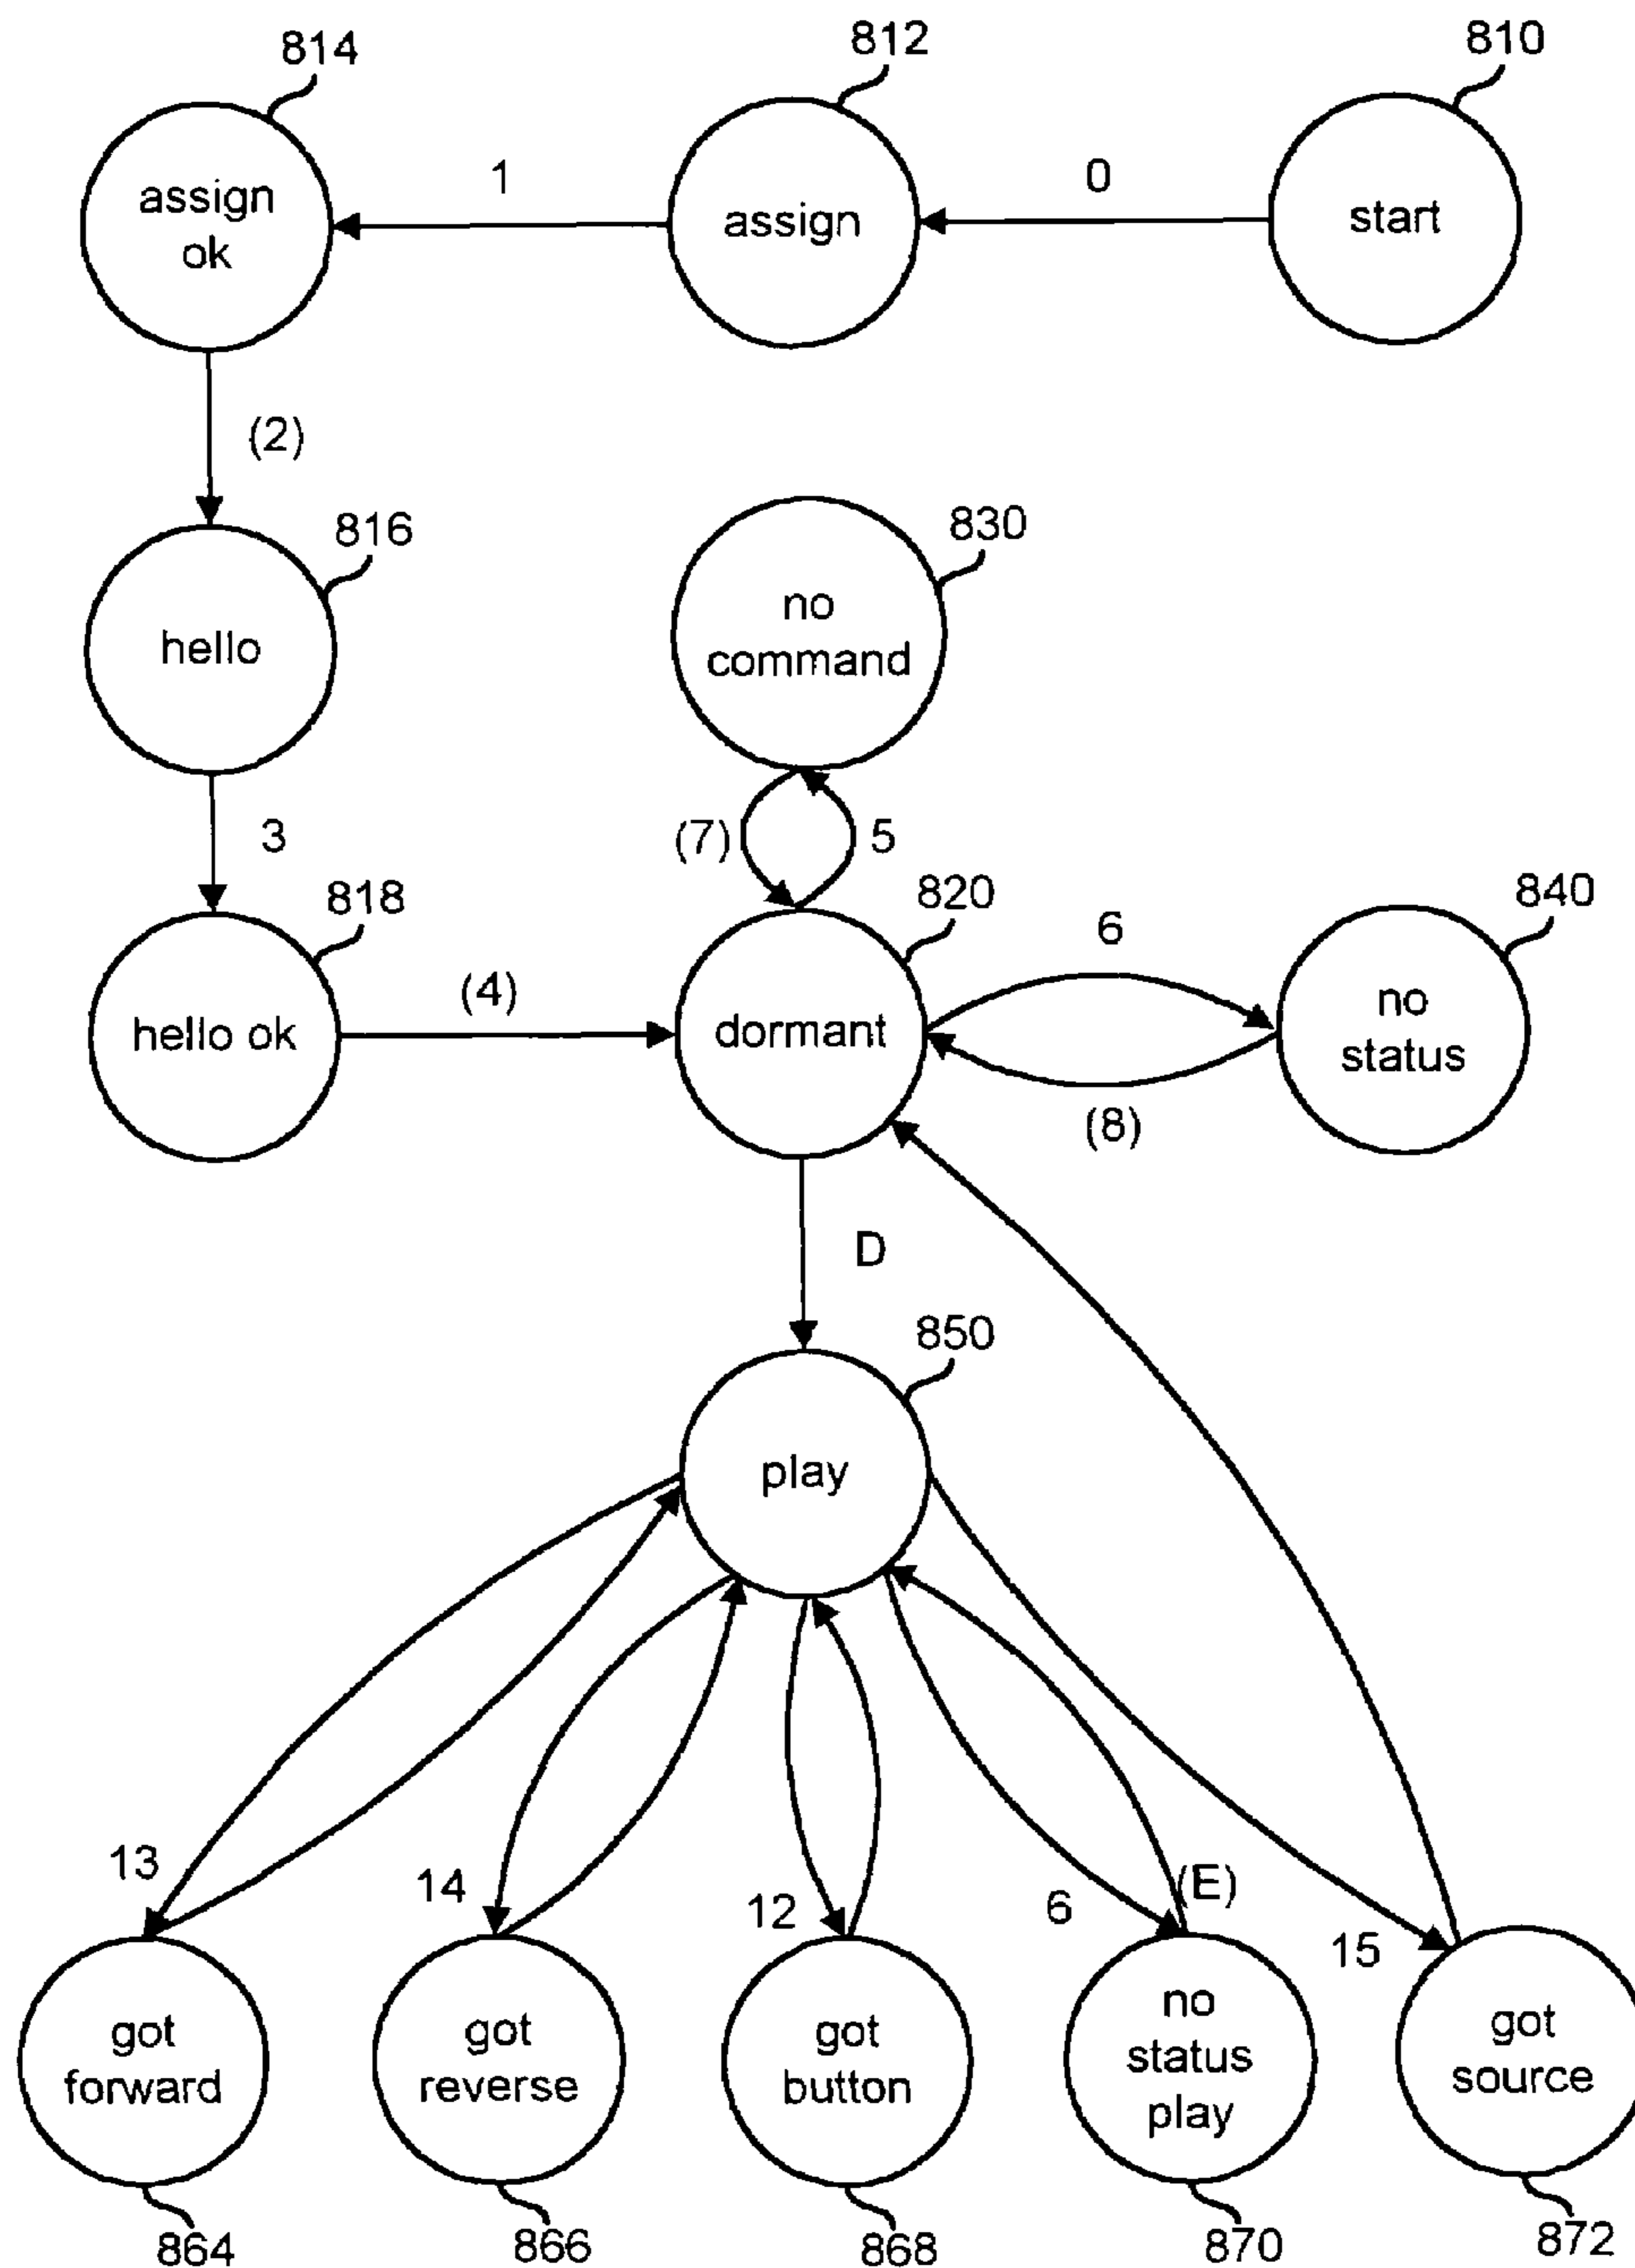 814
812
810
assign
ok
1
assign
0
start
(2)
816
830
hello
no
command
3
(7)
5
818
820
840
hello ok
(4)
dormant
6
no
status
(8)
D
850
play
13
14
12
6
(E)
15
got
forward
got
reverse
got
button
no
status
play
got
source
864
866
868
870
872